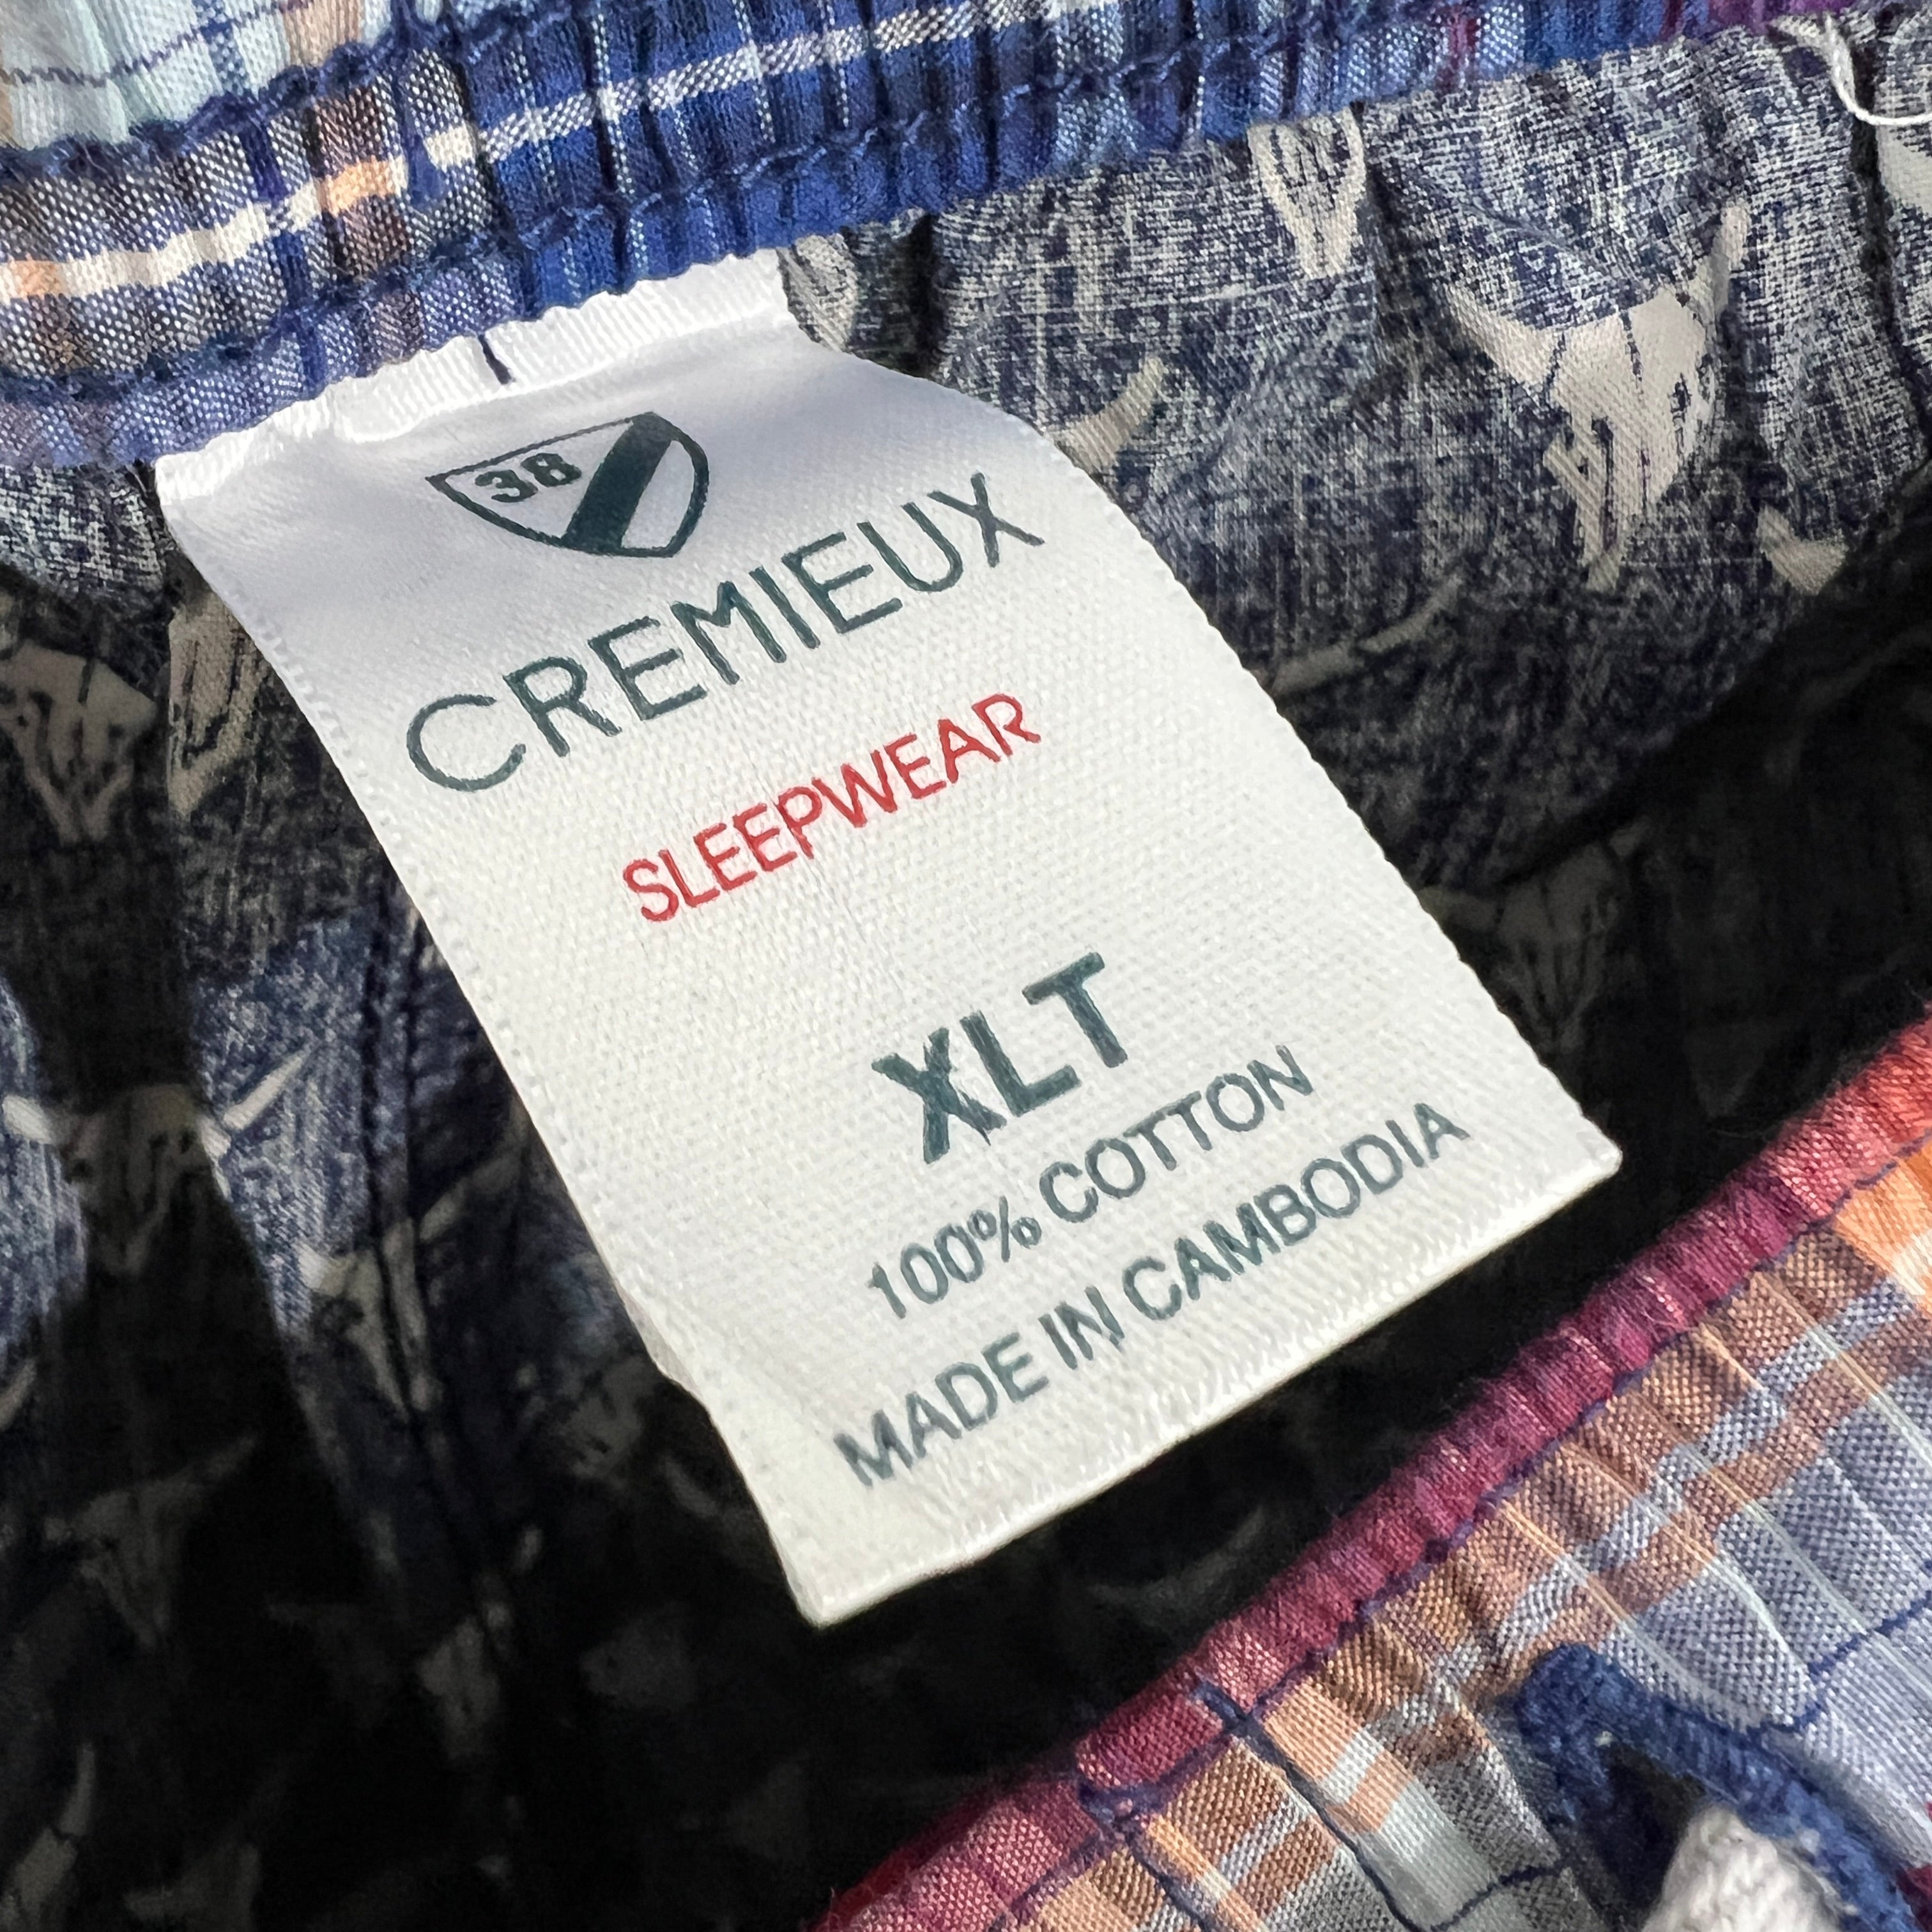 38
CREMIEUX
SLEEPWEAR
XLT
100% COTTON
MADE IN CAMBODIA